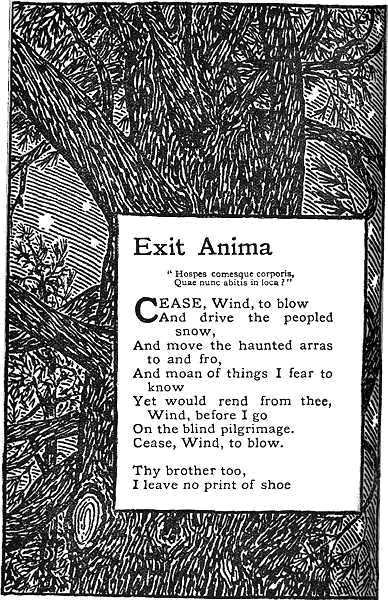 Exit Anima
"Hospes comesque corporis,
Quae nunc abitis in loca?"
CEASE, Wind, to blow
And drive the peopled
snow,
And move the haunted arras
to and fro,
And moan of things I fear to
know
Yet would rend from thee,
Wind, before I go
On the blind pilgrimage.
Cease, Wind, to blow.
Thy brother too,
I leave no print of shoe